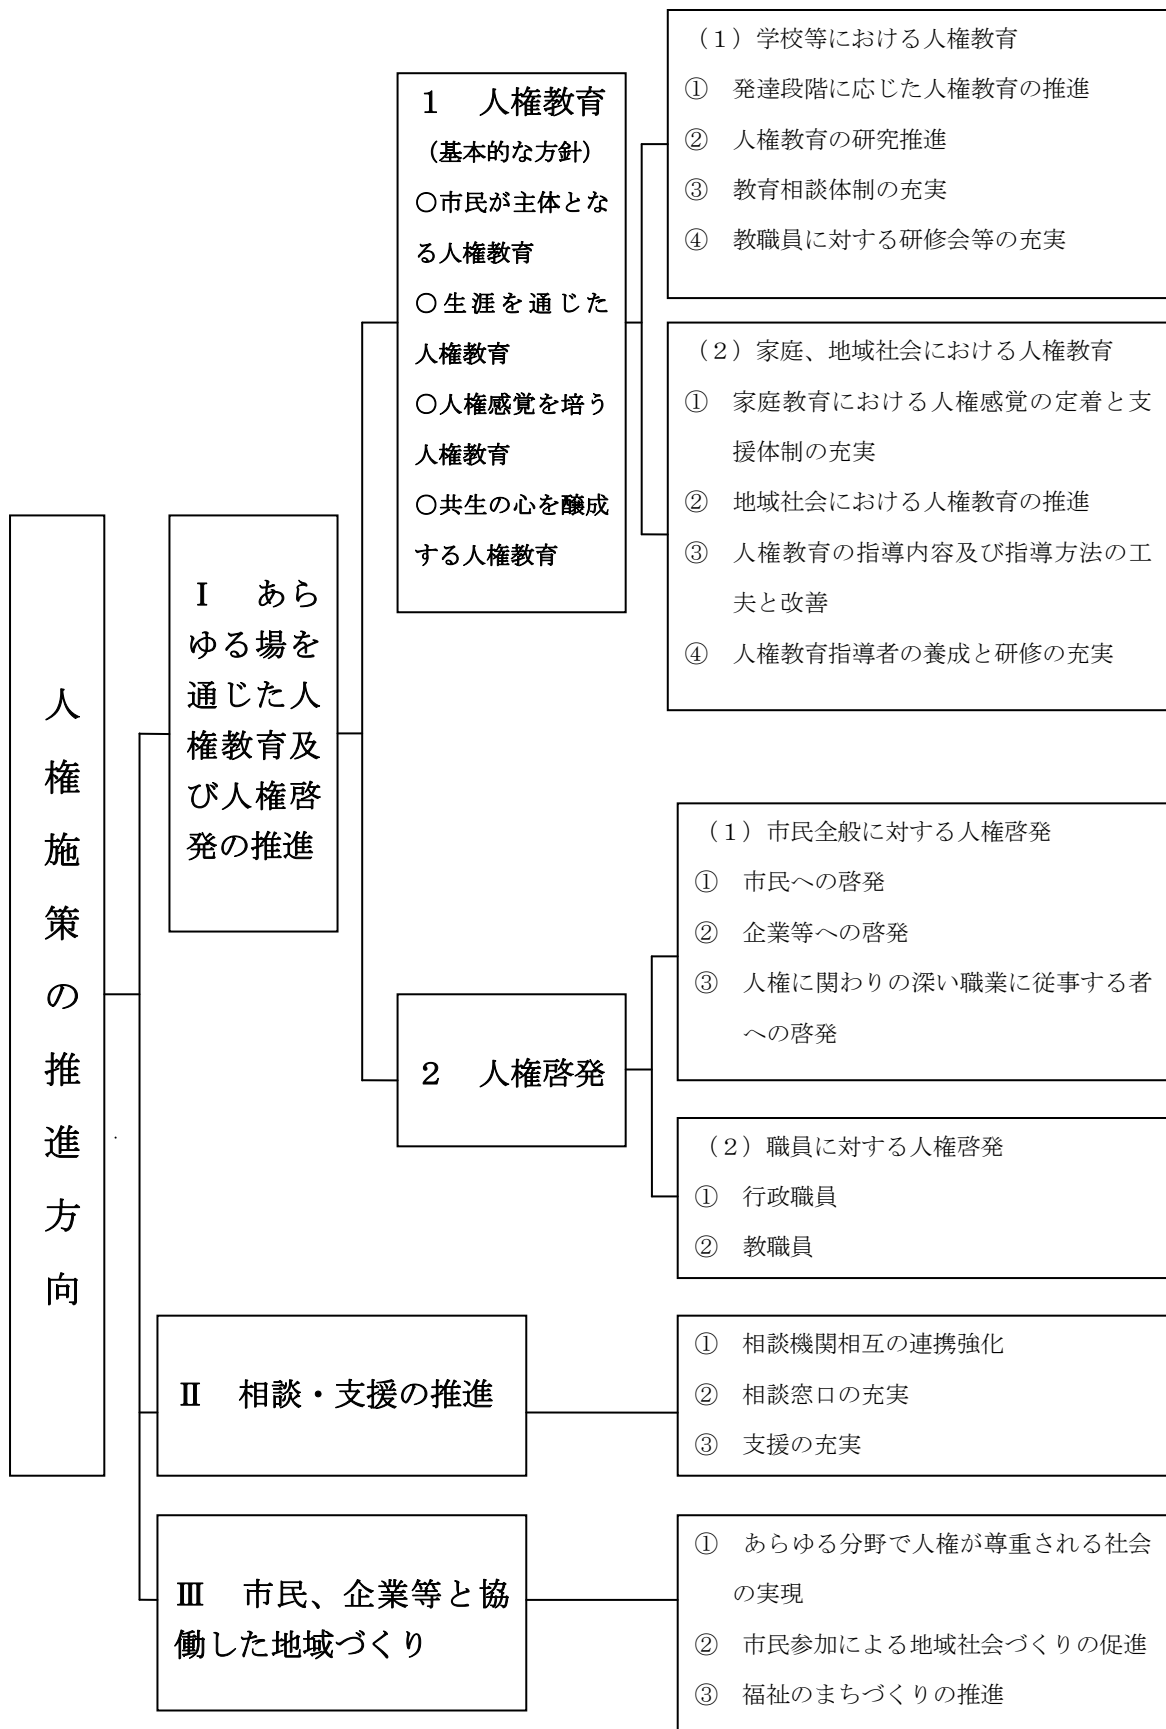 人権施策の推進方向
Ⅰ　あら
ゆる場を
通じた人
権教育及
び人権啓
発の推進
１　人権教育
（基本的な方針）
○市民が主体とな
る人権教育
○生涯を通じた
人権教育
○人権感覚を培う
人権教育
○共生の心を醸成
する人権教育
（１）学校等における人権教育
①　発達段階に応じた人権教育の推進
②　人権教育の研究推進
③　教育相談体制の充実
④　教職員に対する研修会等の充実
（２）家庭、地域社会における人権教育
①　家庭教育における人権感覚の定着と支
援体制の充実
②　地域社会における人権教育の推進
③　人権教育の指導内容及び指導方法の工
夫と改善
④　人権教育指導者の養成と研修の充実
２　人権啓発
（１）市民全般に対する人権啓発
①　市民への啓発
②　企業等への啓発
③　人権に関わりの深い職業に従事する者
への啓発
（２）職員に対する人権啓発
①　行政職員
②　教職員
Ⅱ　相談・支援の推進
①　相談機関相互の連携強化
②　相談窓口の充実
③　支援の充実
Ⅲ　市民、企業等と協
働した地域づくり
①　あらゆる分野で人権が尊重される社会
の実現
②　市民参加による地域社会づくりの促進
③　福祉のまちづくりの推進